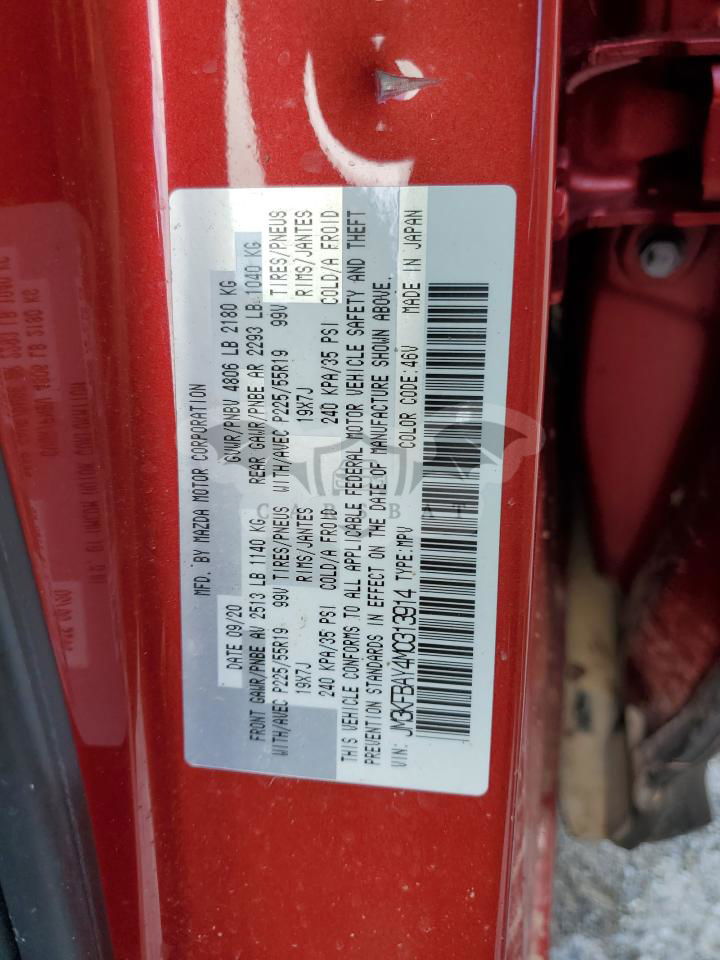 MFD. BY MAZDA MOTOR CORPORATION
DATE 09/20 GVWR/PNBV 4806 LB 2180 KG
FRONT GAWR/PNBE AV 2513 LB 1140 KG REAR GAWR/PNBE AR 2293 LB 1040 KG
WITH/AVEC P225/55R19 99V TIRES/PNEUS WITH/AVEC P225/55R19 99V TIRES/PNEUS
19X7J RIMS/JANTES 19X7J RIMS/JANTES
240 KPA/35 PSI COLD/A FROID 240 KPA/35 PSI COLD/A FROID
THIS VEHICLE CONFORMS TO ALL APPLICABLE FEDERAL MOTOR VEHICLE SAFETY AND THEFT
PREVENTION STANDARDS IN EFFECT ON THE DATE OF MANUFACTURE SHOWN ABOVE.
VIN: JM3KFBAY4M0313914 TYPE:MPV COLOR CODE:46V MADE IN JAPAN